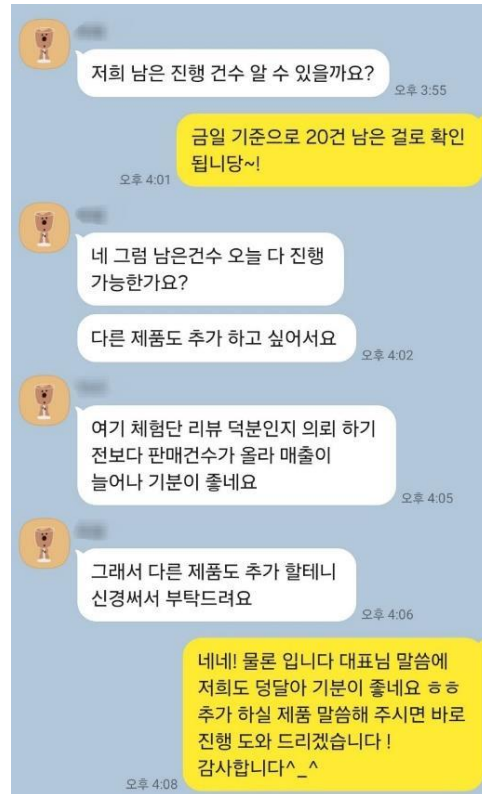 저희 남은 진행 건수 알 수 있을까요?
오후 3:55
금일 기준으로 20건 남은 걸로 확인
됩니당~!
오후 4:01
네 그럼 남은건수 오늘 다 진행
가능한가요?
다른 제품도 추가 하고 싶어서요
오후 4:02
여기 체험단 리뷰 덕분인지 의뢰 하기
전보다 판매건수가 올라 매출이
늘어나 기분이 좋네요
오후 4:05
그래서 다른 제품도 추가 할테니
신경써서 부탁드려요
오후 4:06
네네! 물론 입니다 대표님 말씀에
저희도 덩달아 기분이 좋네요 ㅎㅎ
추가 하실 제품 말씀해 주시면 바로
진행 도와 드리겠습니다 !
감사합니다^_^
오후 4:08